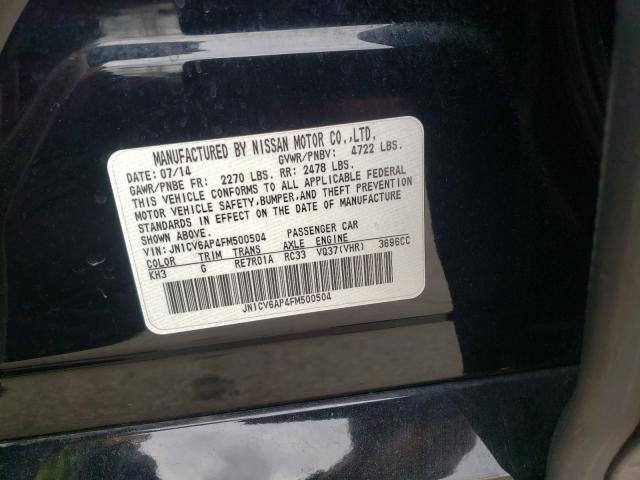 MANUFACTURED BY NISSAN MOTOR CO.,LTD.
DATE: 07/14 GVWR/PNBV: 4722 LBS.
GAWR/PNBE FR: 2270 LBS. RR: 2478 LBS.
THIS VEHICLE CONFORMS TO ALL APPLICABLE FEDERAL
MOTOR VEHICLE SAFETY,BUMPER,AND THEFT PREVENTION
STANDARDS IN EFFECT ON THE DATE OF MANUFACTURE
SHOWN ABOVE.
VIN: JN1CV6AP4FM500504 PASSENGER CAR
COLOR TRIM TRANS AXLE ENGINE
KH3 G RE7R01A RC33 VQ37(VHR) 3696CC
JN1CV6AP4FM500504